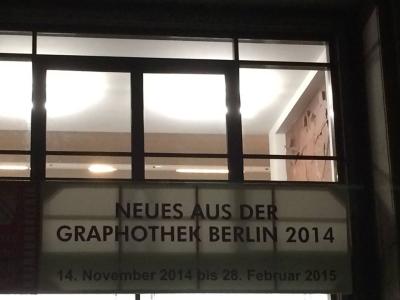 NEUES AUS DER
GRAPHOTHEK BERLIN 2014
14. November 2014 bis 28. Februar 2015